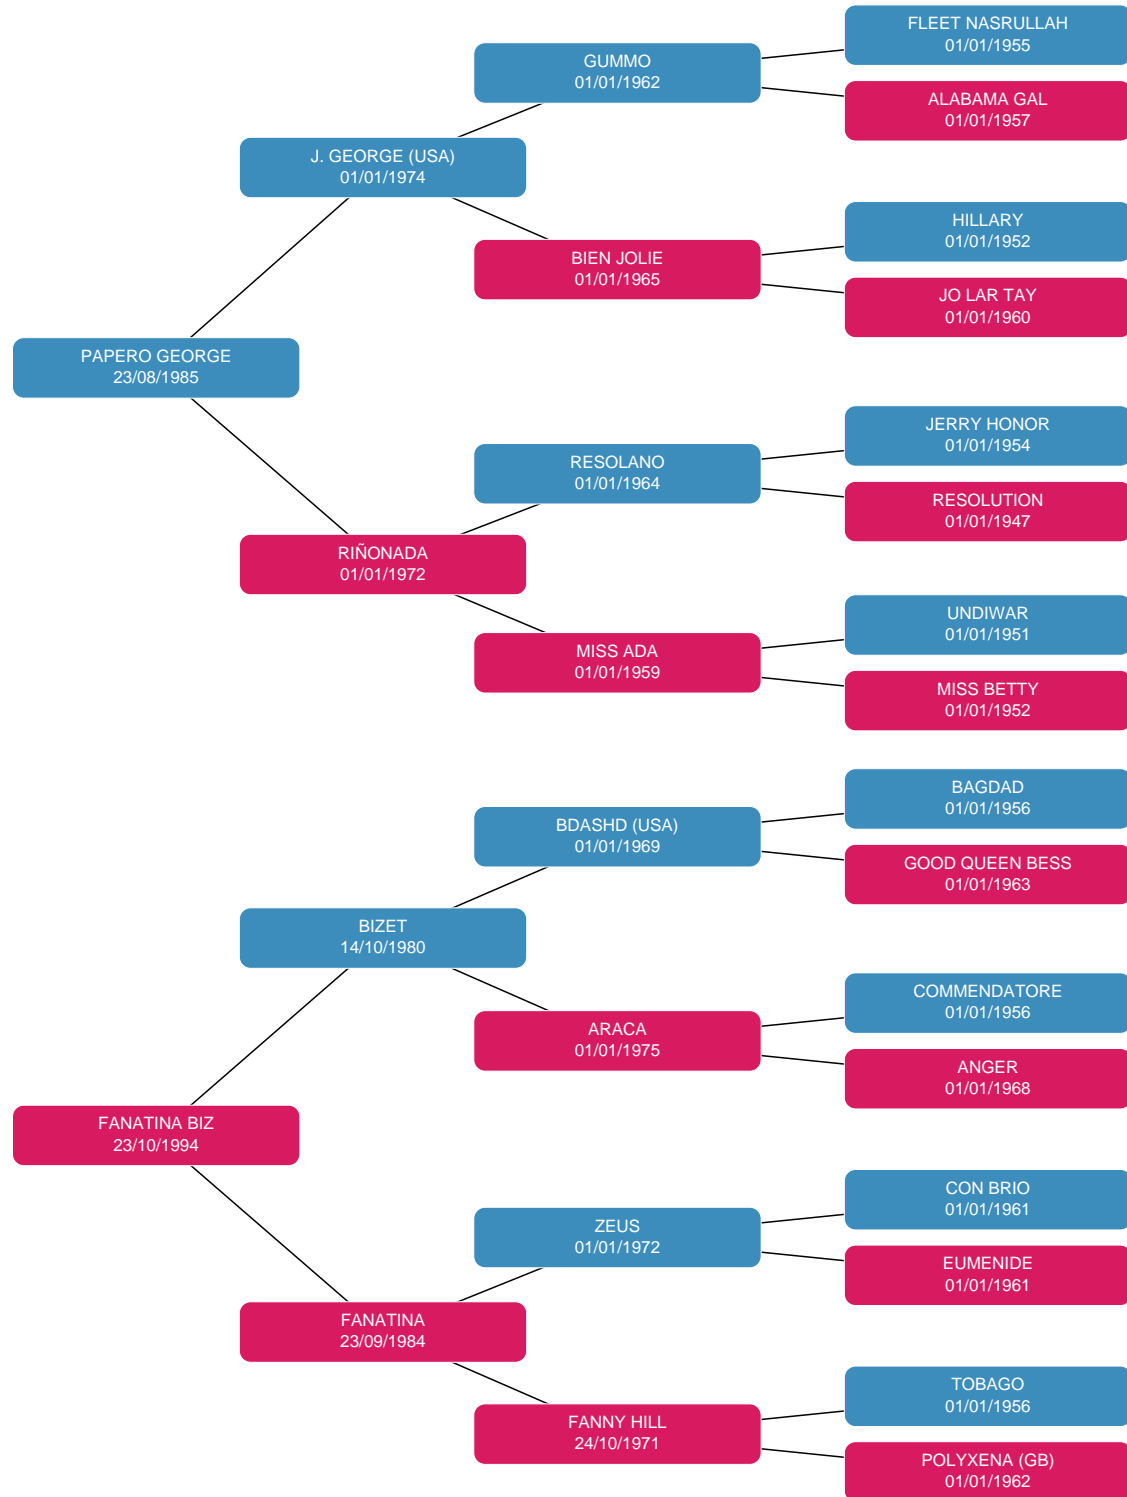 FLEET NASRULLAH
01/01/1955
GUMMO
01/01/1962
ALABAMA GAL
01/01/1957
J. GEORGE (USA)
01/01/1974
HILLARY
01/01/1952
BIEN JOLIE
01/01/1965
JO LAR TAY
01/01/1960
PAPERO GEORGE
23/08/1985
JERRY HONOR
01/01/1954
RESOLANO
01/01/1964
RESOLUTION
01/01/1947
RIÑONADA
01/01/1972
UNDIWAR
01/01/1951
MISS ADA
01/01/1959
MISS BETTY
01/01/1952
BAGDAD
01/01/1956
BDASHD (USA)
01/01/1969
GOOD QUEEN BESS
01/01/1963
BIZET
14/10/1980
COMMENDATORE
01/01/1956
ARACA
01/01/1975
ANGER
01/01/1968
FANATINA BIZ
23/10/1994
CON BRIO
01/01/1961
ZEUS
01/01/1972
EUMENIDE
01/01/1961
FANATINA
23/09/1984
TOBAGO
01/01/1956
FANNY HILL
24/10/1971
POLYXENA (GB)
01/01/1962